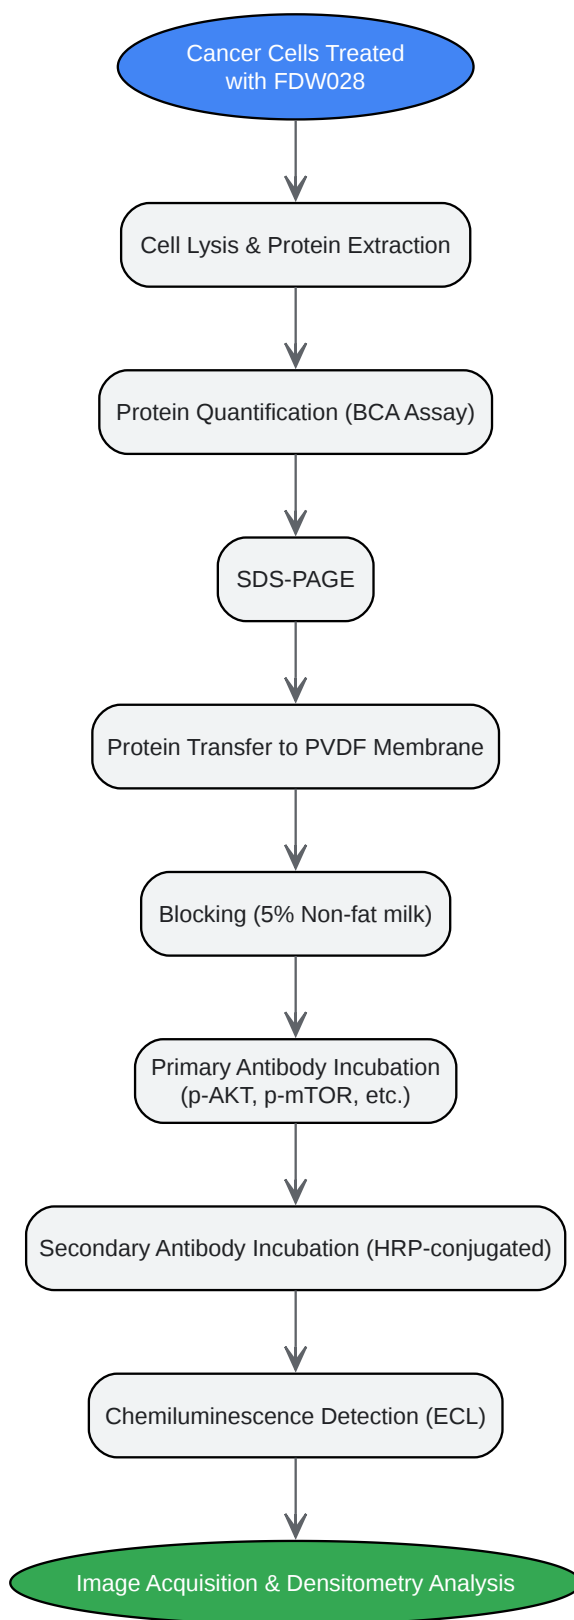 Cancer Cells Treated
with FDW028
Cell Lysis & Protein Extraction
Protein Quantification (BCA Assay)
SDS-PAGE
Protein Transfer to PVDF Membrane
Blocking (5% Non-fat milk)
Primary Antibody Incubation
(p-AKT, p-mTOR, etc.)
Secondary Antibody Incubation (HRP-conjugated)
Chemiluminescence Detection (ECL)
Image Acquisition & Densitometry Analysis